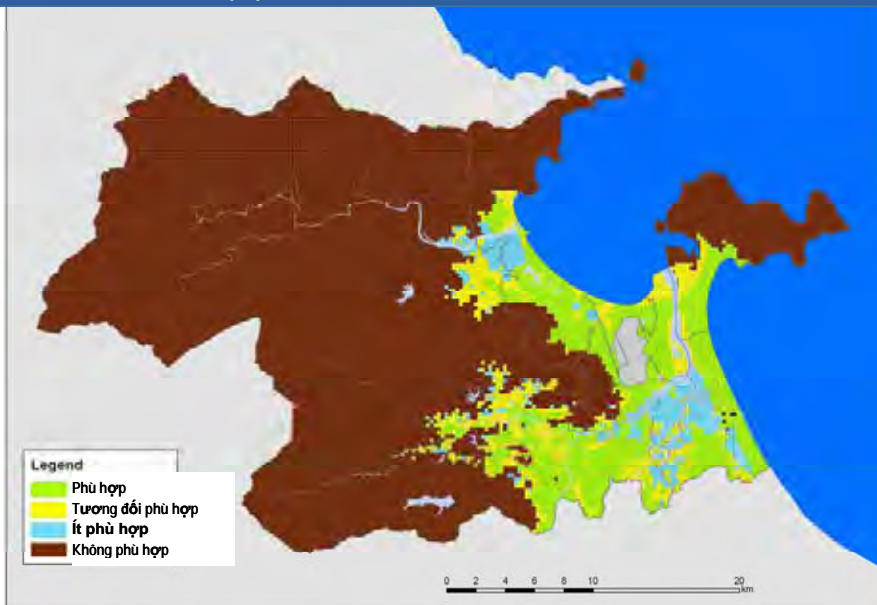 Legend
Phù hợp
Tương đối phù hợp
Ít phù hợp
Không phù hợp
0 2 4 6 8 10 20
km